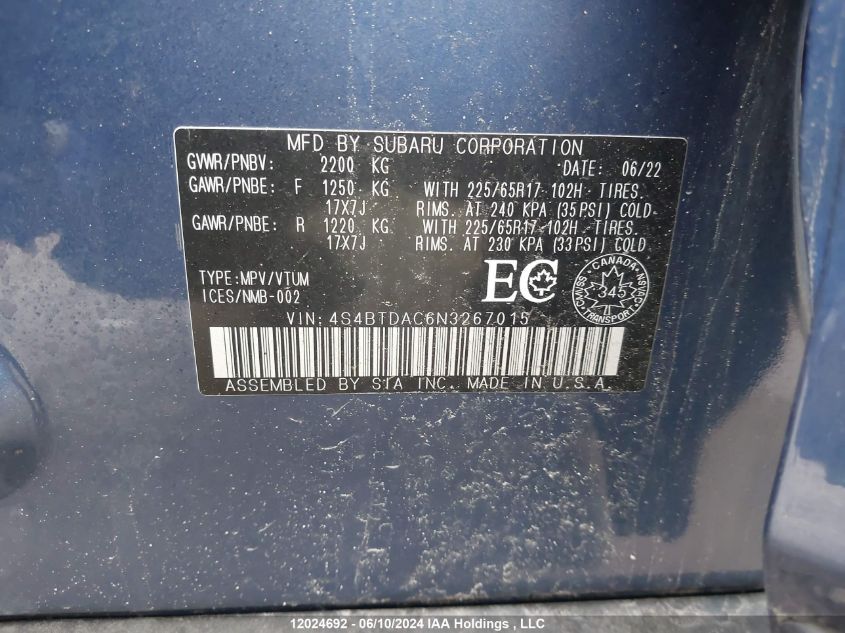 MFD BY SUBARU CORPORATION
GVWR/PNBV: 2200 KG DATE: 06/22
GAWR/PNBE: F 1250 KG WITH 225/65R17 102H TIRES.
17X7J RIMS. AT 240 KPA (35PSI) COLD
GAWR/PNBE: R 1220 KG WITH 225/65R17 102H TIRES.
17X7J RIMS. AT 230 KPA (33PSI) COLD
TYPE:MPV/VTUM
ICES/NMB-002
EC
CANADA
345
TRANSPORT
CMVSS
NSVAC
VIN: 4S4BTDAC6N3267015
ASSEMBLED BY SIA INC. MADE IN U.S.A.
12024692 - 06/10/2024 IAA Holdings , LLC